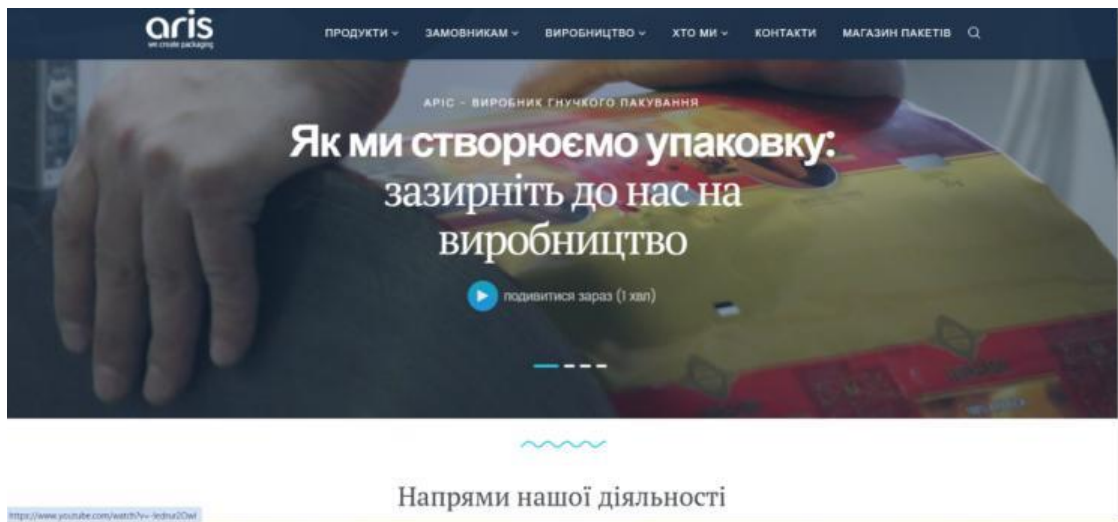 aris
we create packaging
ПРОДУКТИ ЗАМОВНИКАМ ВИРОБНИЦТВО ХТО МИ КОНТАКТИ МАГАЗИН ПАКЕТІВ
АРІС - ВИРОБНИК ГНУЧКОГО ПАКУВАННЯ
Як ми створюємо упаковку:
зазирніть до нас на
виробництво
подивитися зараз (1 хвл)
Напрями нашої діяльності